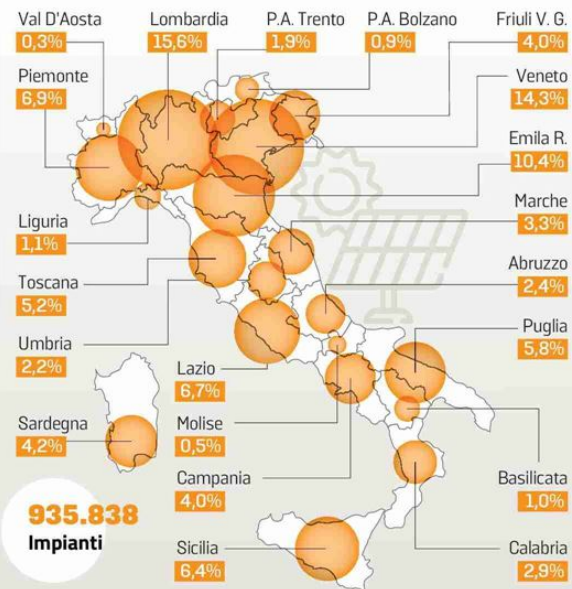 Val D'Aosta
0,3%
Lombardia
15,6%
P.A. Trento
1,9%
P.A. Bolzano
0,9%
Friuli V. G.
4,0%
Piemonte
6,9%
Veneto
14,3%
Emila R.
10,4%
Marche
3,3%
Liguria
1,1%
Abruzzo
2,4%
Toscana
5,2%
Puglia
5,8%
Umbria
2,2%
Lazio
6,7%
Sardegna
4,2%
Molise
0,5%
Campania
4,0%
Basilicata
1,0%
935.838
Impianti
Sicilia
6,4%
Calabria
2,9%